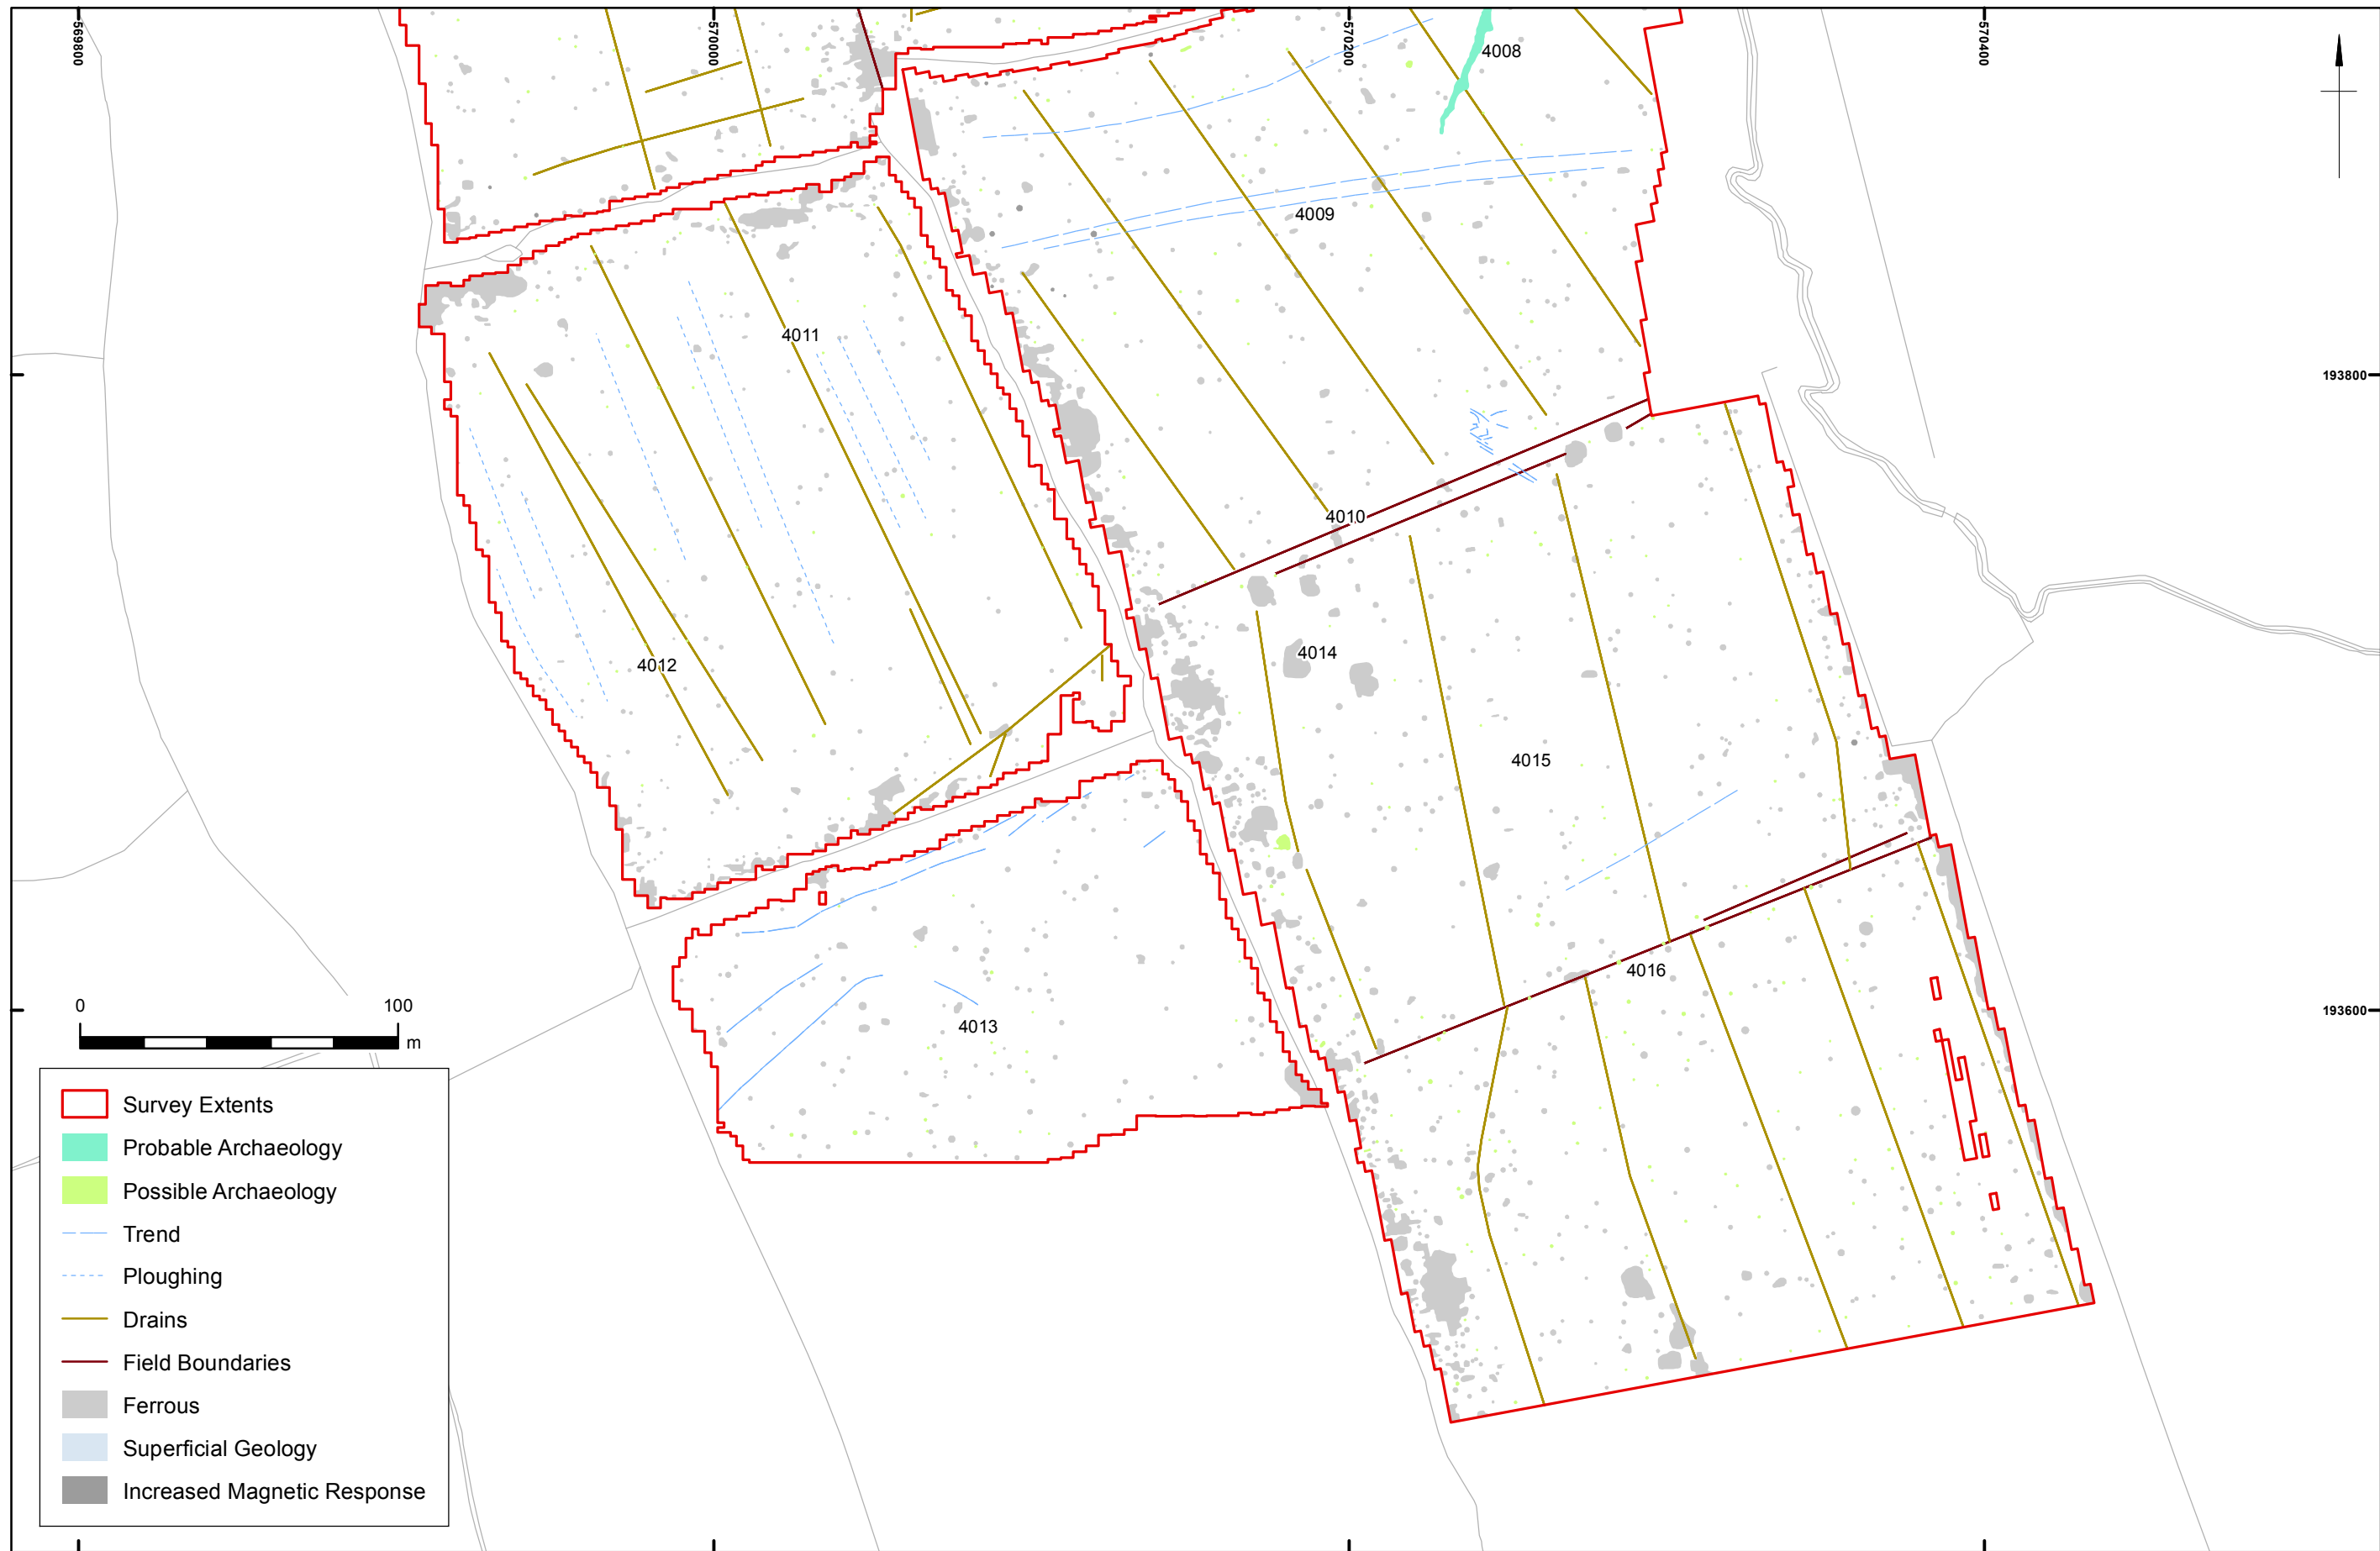 569800
570000
570200
570400
4008
4009
4011
193800
4010
4014
4012
4015
4016
193600
4013
0 100
m
Survey Extents
Probable Archaeology
Possible Archaeology
Trend
Ploughing
Drains
Field Boundaries
Ferrous
Superficial Geology
Increased Magnetic Response